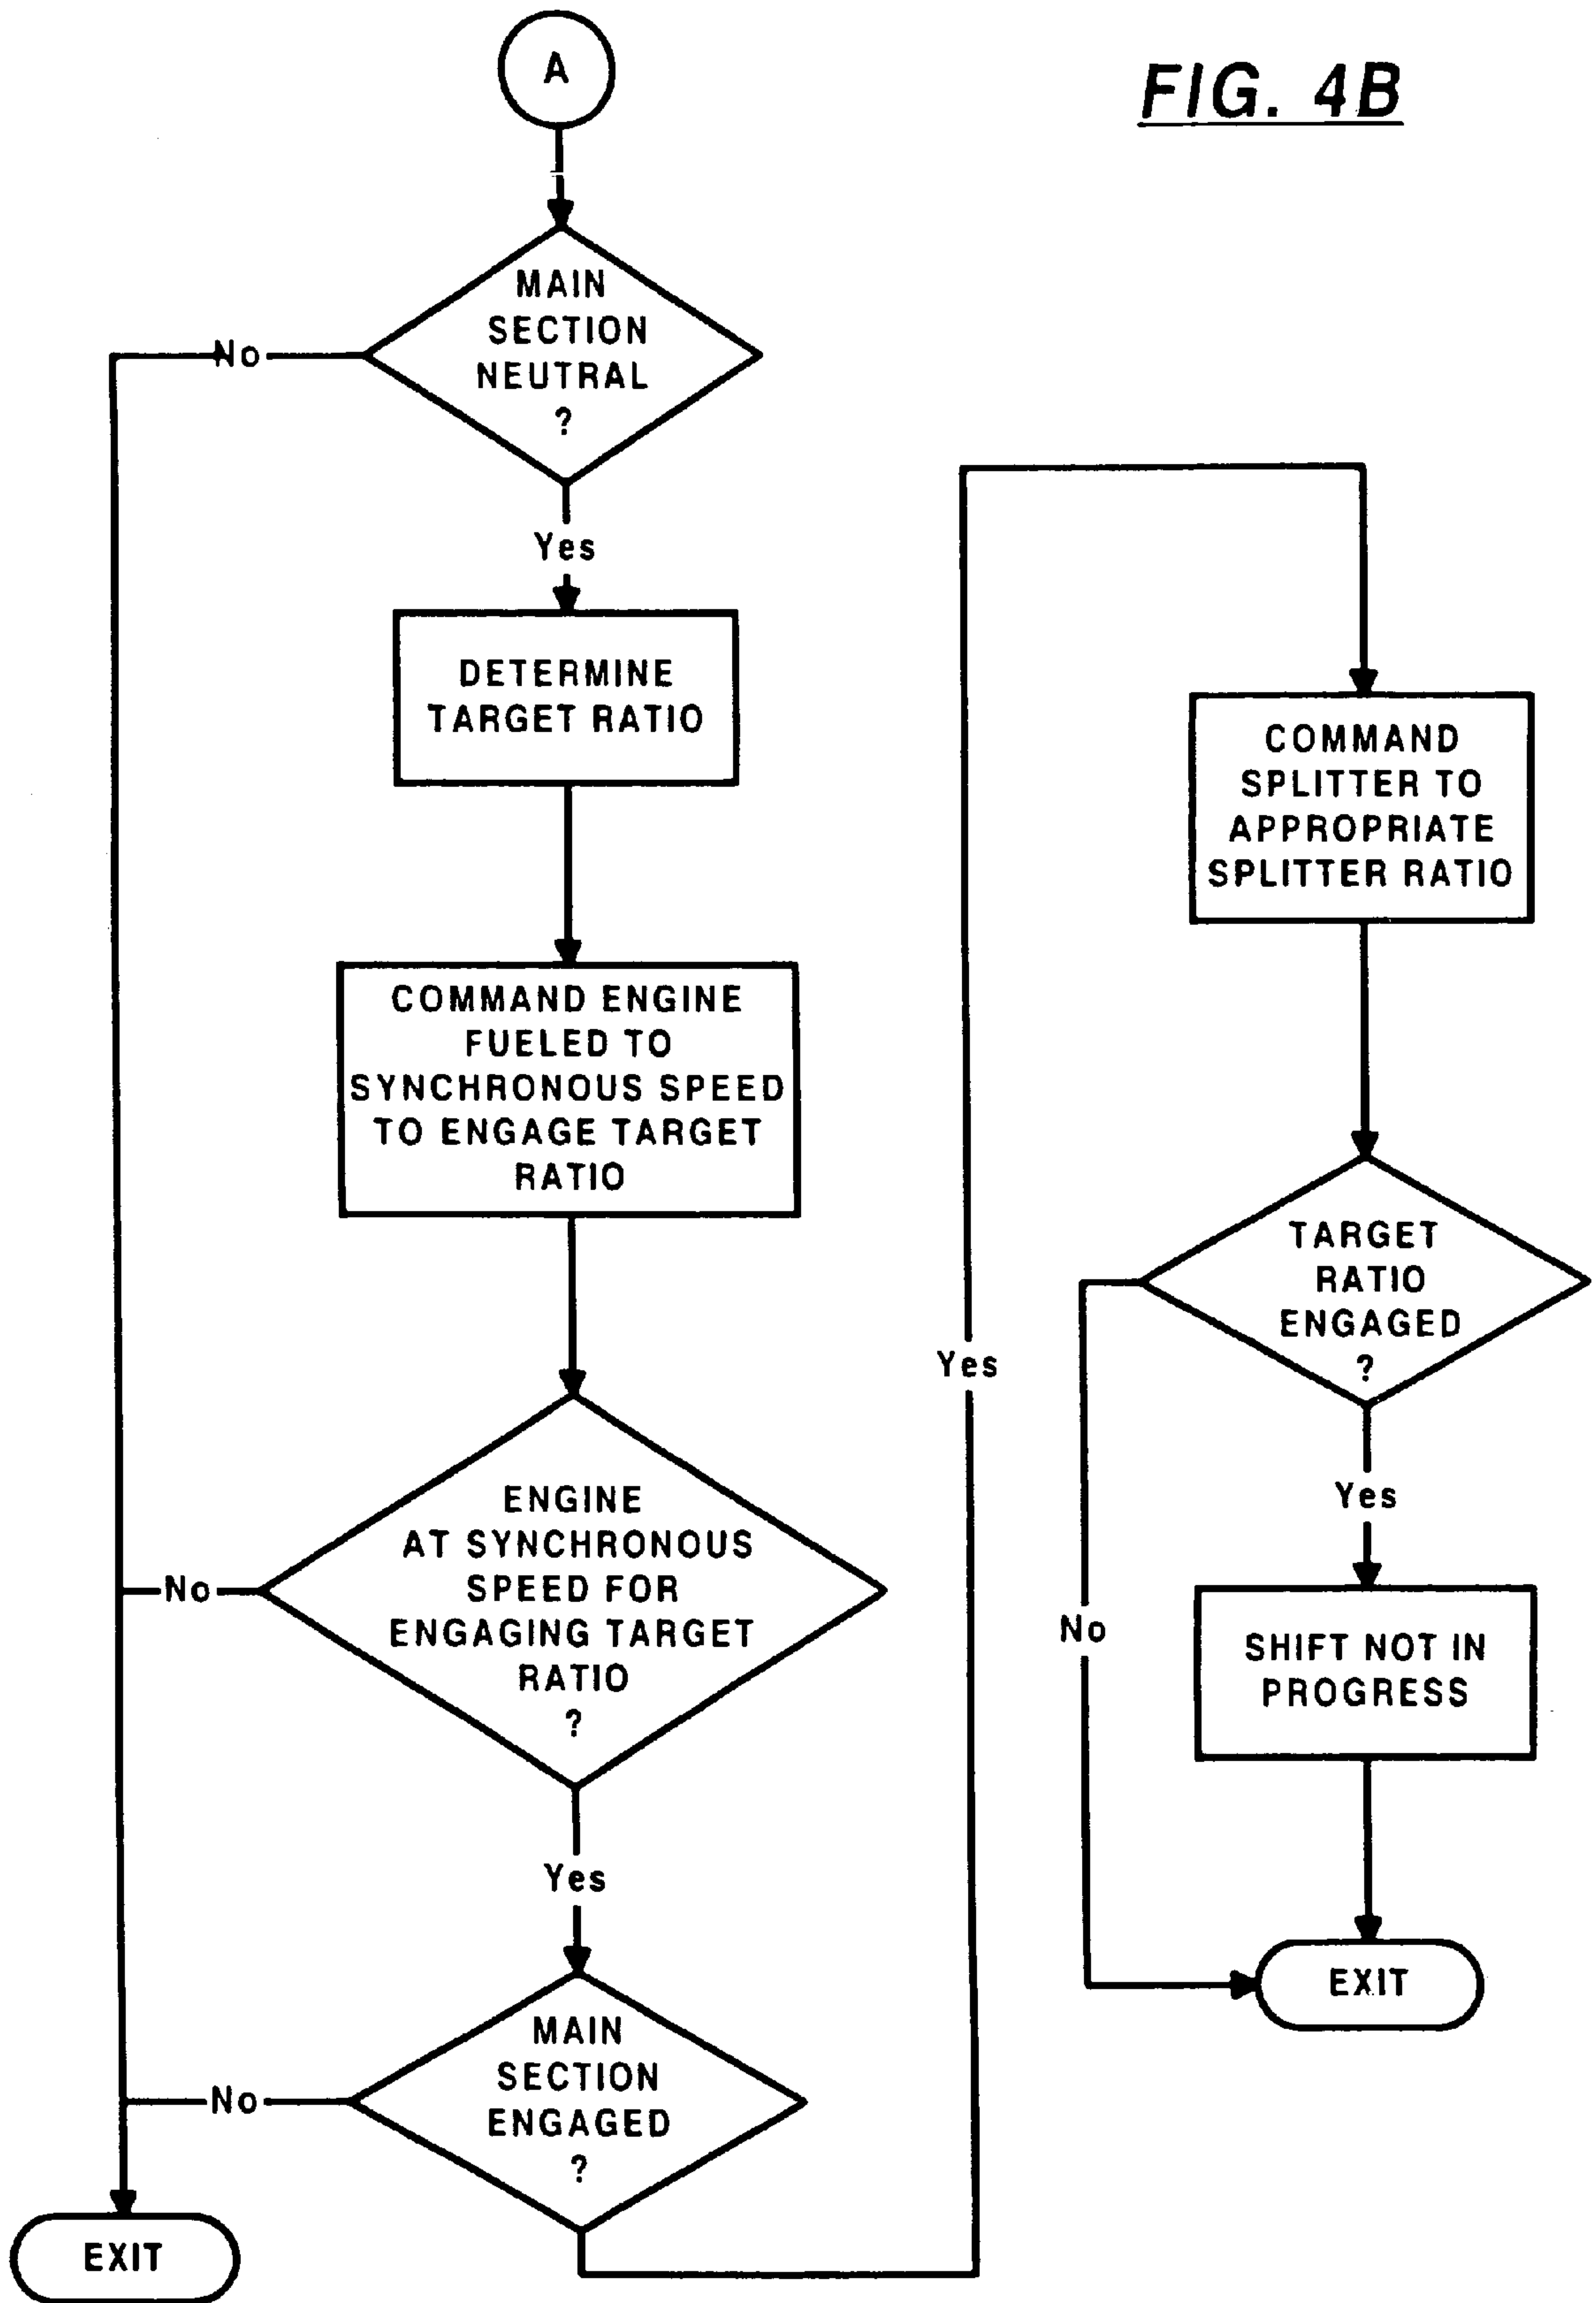 FIG. 4B
A
MAIN
SECTION
NEUTRAL
?
No
Yes
DETERMINE
TARGET RATIO
COMMAND ENGINE
FUELED TO
SYNCHRONOUS SPEED
TO ENGAGE TARGET
RATIO
ENGINE
AT SYNCHRONOUS
SPEED FOR
ENGAGING TARGET
RATIO
?
No
Yes
MAIN
SECTION
ENGAGED
?
No
EXIT
Yes
COMMAND
SPLITTER TO
APPROPRIATE
SPLITTER RATIO
TARGET
RATIO
ENGAGED
?
Yes
No
SHIFT NOT IN
PROGRESS
EXIT